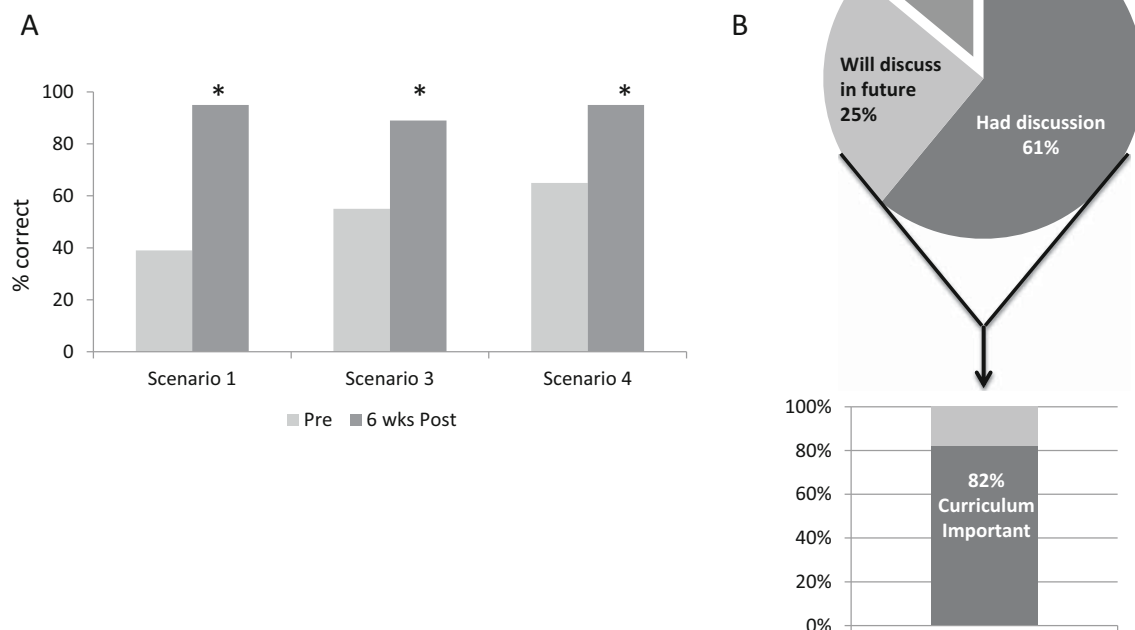 A
% correct
100
80
60
40
20
0
* * *
Scenario 1 Scenario 3 Scenario 4
Pre 6 wks Post
B
Will discuss
in future
25%
Had discussion
61%
100%
80%
60%
40%
20%
0%
82%
Curriculum
Important